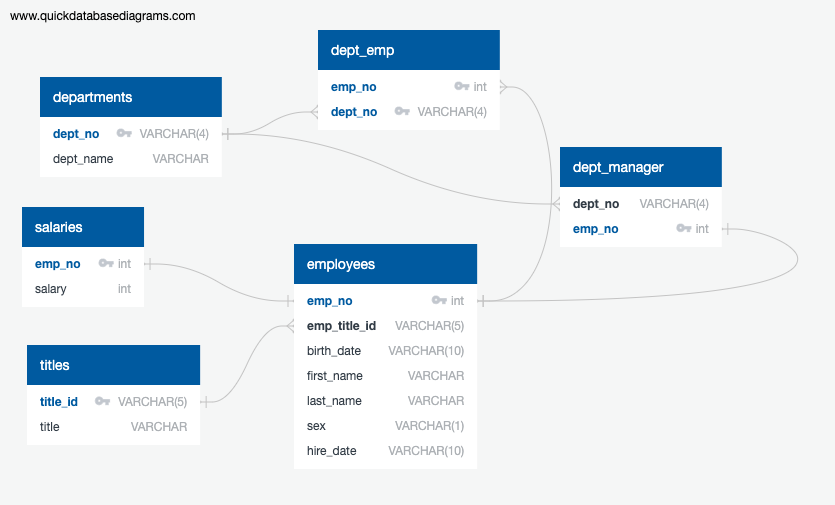 www.quickdatabasediagrams.com
dept_emp
emp_no int
dept_no VARCHAR(4)
departments
dept_no VARCHAR(4)
dept_name VARCHAR
dept_manager
dept_no VARCHAR(4)
emp_no int
salaries
emp_no int
salary int
employees
emp_no int
emp_title_id VARCHAR(5)
birth_date VARCHAR(10)
first_name VARCHAR
last_name VARCHAR
sex VARCHAR(1)
hire_date VARCHAR(10)
titles
title_id VARCHAR(5)
title VARCHAR